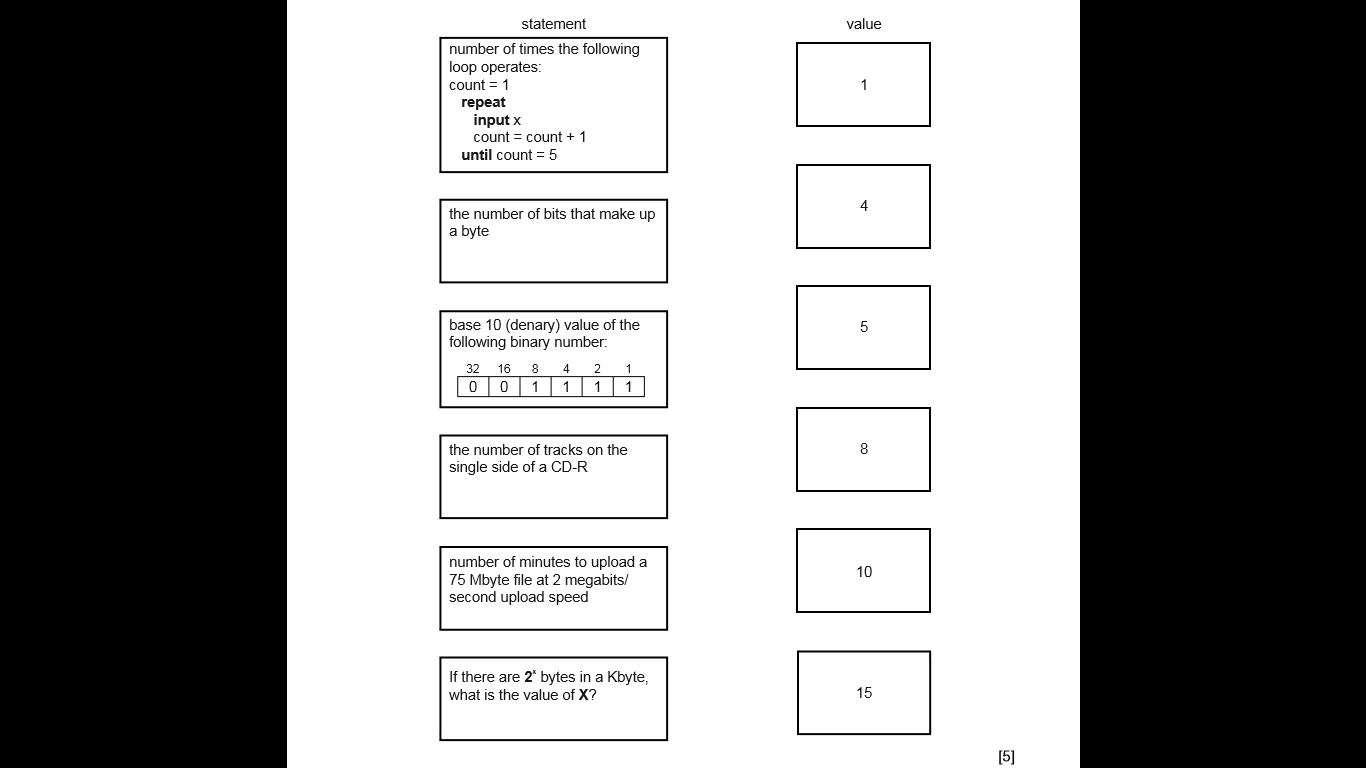 statement
value
number of times the following
loop operates:
count = 1
repeat
input x
count = count + 1
until count = 5
1
the number of bits that make up
a byte
4
base 10 (denary) value of the
following binary number:
32 16 8 4 2 1
0 0 1 1 1 1
5
the number of tracks on the
single side of a CD-R
8
number of minutes to upload a
75 Mbyte file at 2 megabits/
second upload speed
10
If there are 2ˣ bytes in a Kbyte,
what is the value of X?
15
[5]